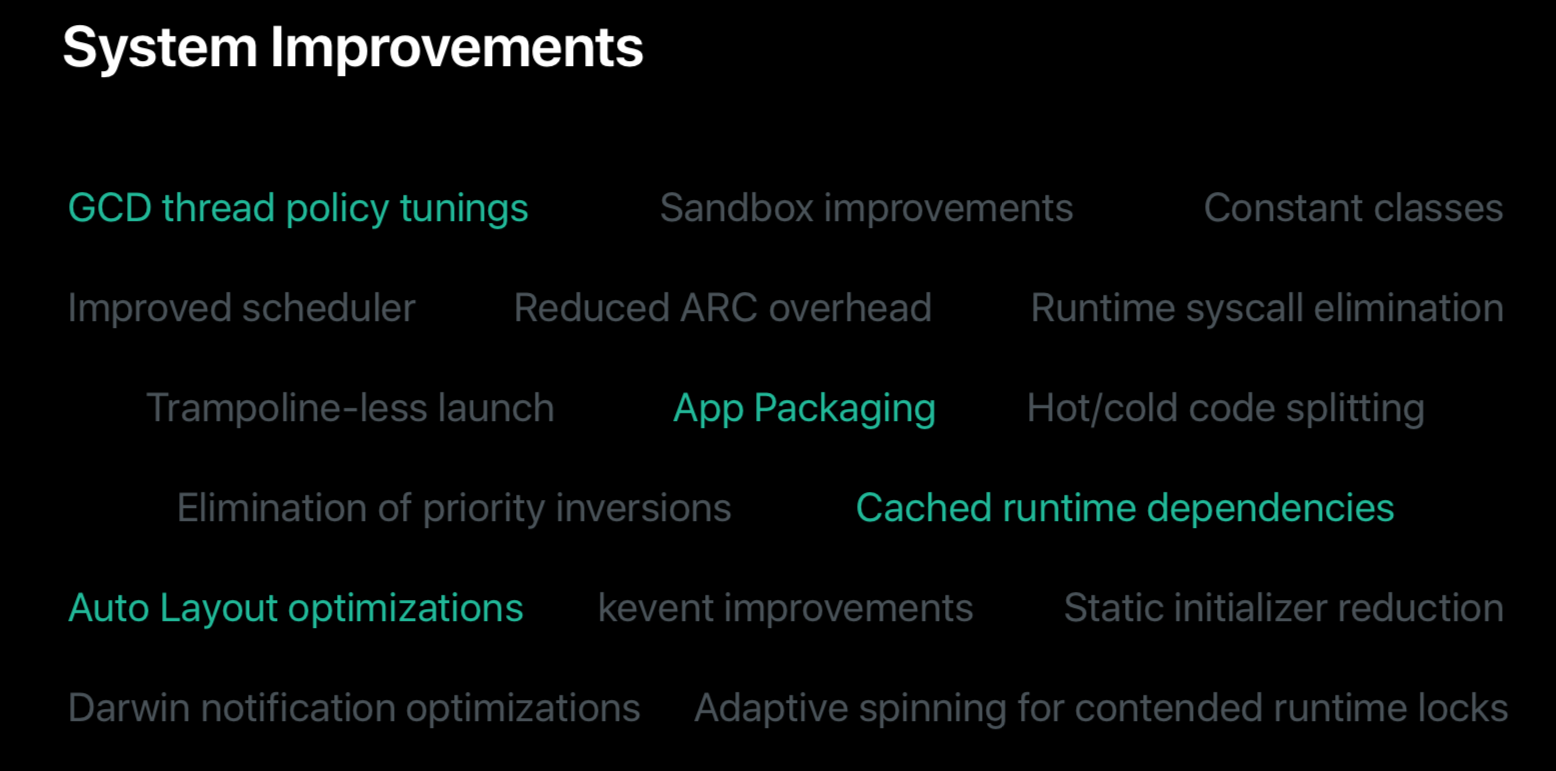 System Improvements
GCD thread policy tunings Sandbox improvements Constant classes
Improved scheduler Reduced ARC overhead Runtime syscall elimination
Trampoline-less launch App Packaging Hot/cold code splitting
Elimination of priority inversions Cached runtime dependencies
Auto Layout optimizations kevent improvements Static initializer reduction
Darwin notification optimizations Adaptive spinning for contended runtime locks